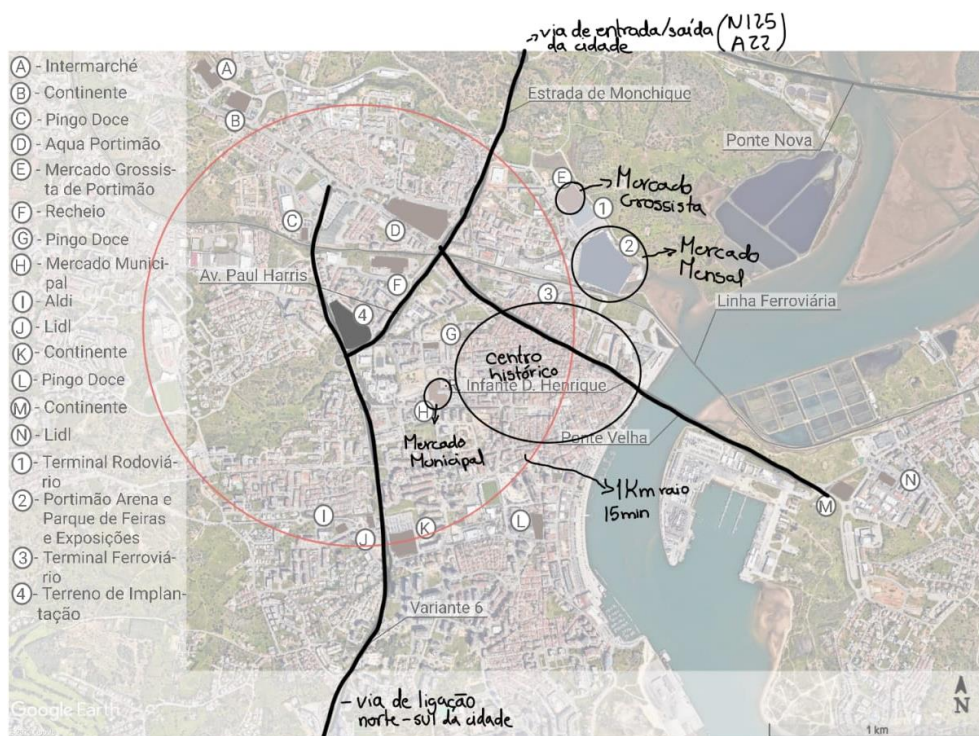 via de entrada/saída (N125
da cidade A22)
Estrada de Monchique
Ponte Nova
A - Intermarché
B - Continente
C - Pingo Doce
D - Aqua Portimão
E - Mercado Grossis-
ta de Portimão
F - Recheio
G - Pingo Doce
H - Mercado Munici-
pal
I - Aldi
J - Lidl
K - Continente
L - Pingo Doce
M - Continente
N - Lidl
1 - Terminal Rodoviá-
rio
2 - Portimão Arena e
Parque de Feiras
e Exposições
3 - Terminal Ferroviá-
rio
4 - Terreno de Implan-
tação
A
B
E
Mercado
Grossista
1
C
D
2
Mercado
Mensal
Av. Paul Harris
F
3
Linha Ferroviária
4
G
Centro
histórico
R. Infante D. Henrique
H
Mercado
Municipal
Ponte Velha
>1Km raio
15min
N
M
I
J
K
L
Variante 6
- via de ligação
norte-sul da cidade
Google Earth
N
1 km